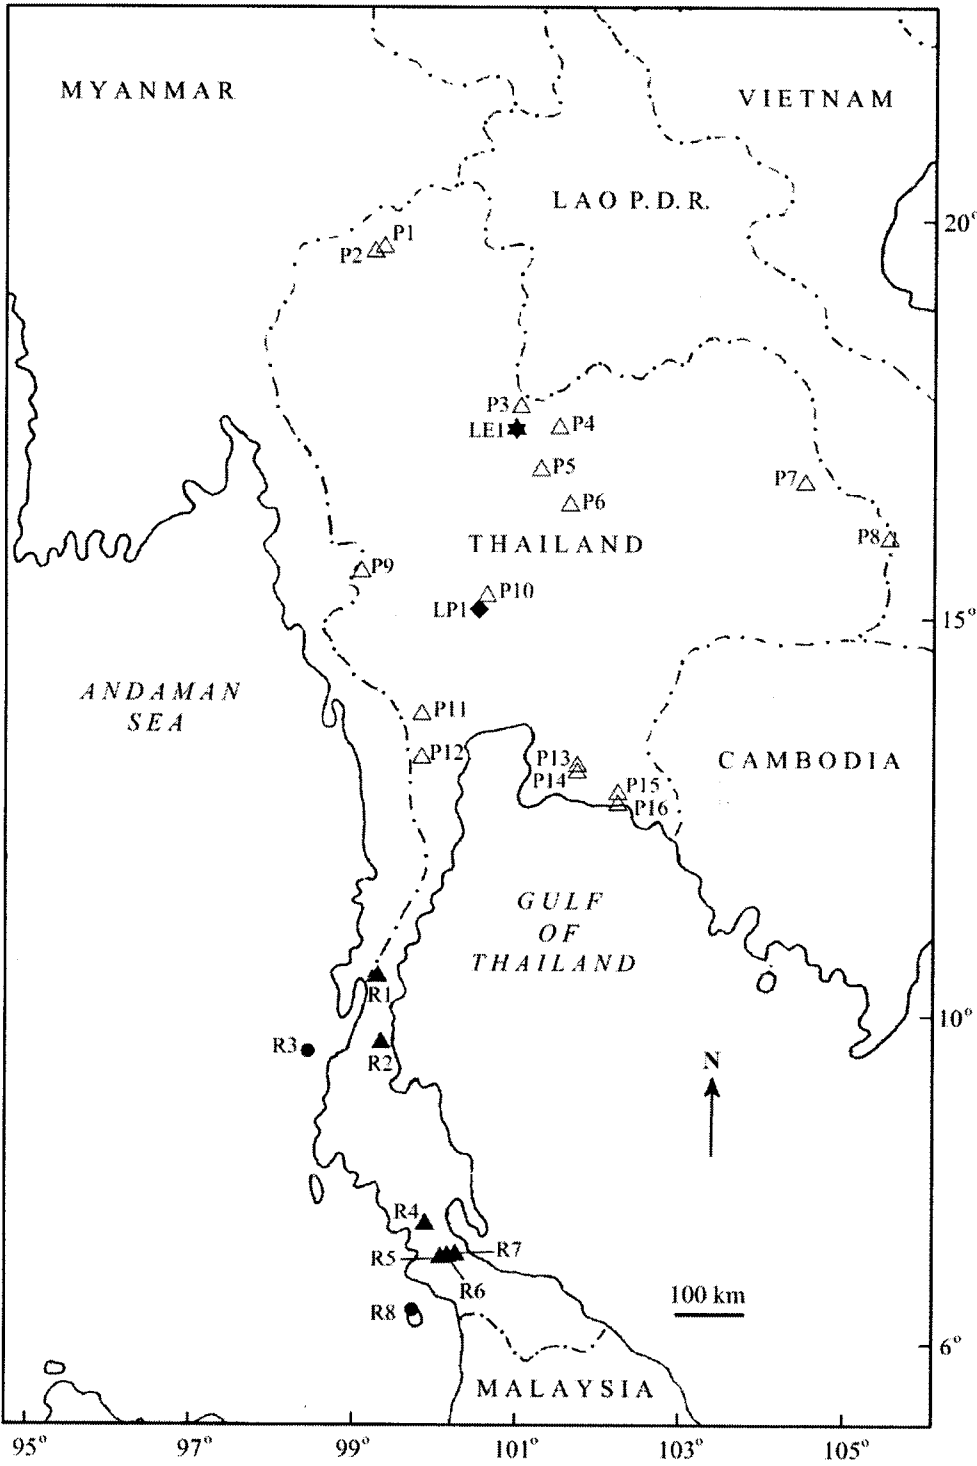 MYANMAR
VIETNAM
LAO P.D.R.
20°
P1
P2
P3
LE1
P4
P5
P6
P7
P8
THAILAND
P9
P10
LP1
15°
ANDAMAN
SEA
P11
P12
P13
P14
P15
P16
CAMBODIA
GULF
OF
THAILAND
R1
10°
R3
R2
N
R4
R5
R7
R6
R8
100 km
6°
MALAYSIA
95° 97° 99° 101° 103° 105°